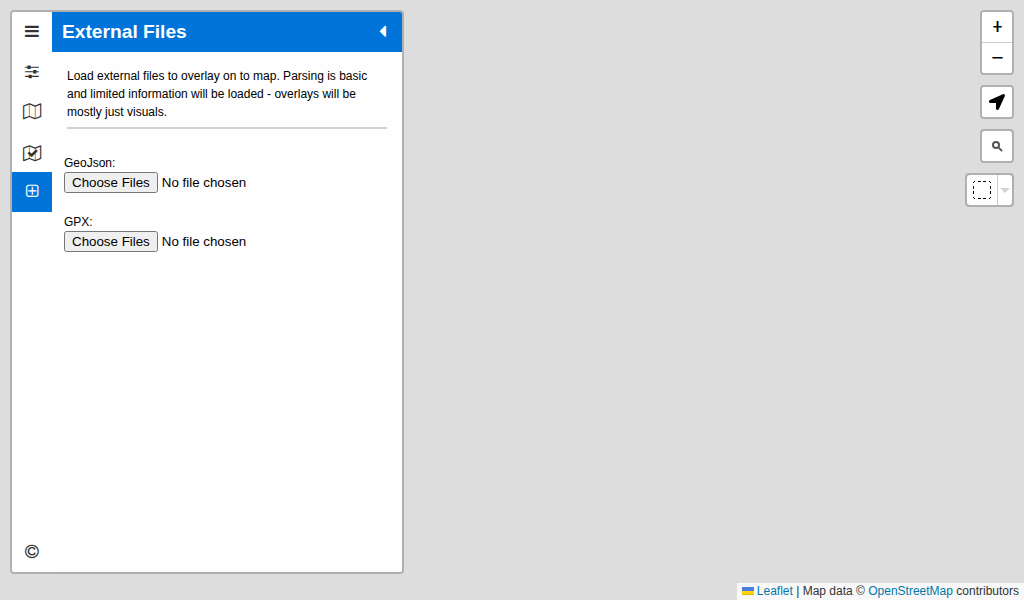 External Files
Load external files to overlay on to map. Parsing is basic
and limited information will be loaded - overlays will be
mostly just visuals.
GeoJson:
Choose Files No file chosen
GPX:
Choose Files No file chosen
©
+
−
Leaflet | Map data © OpenStreetMap contributors